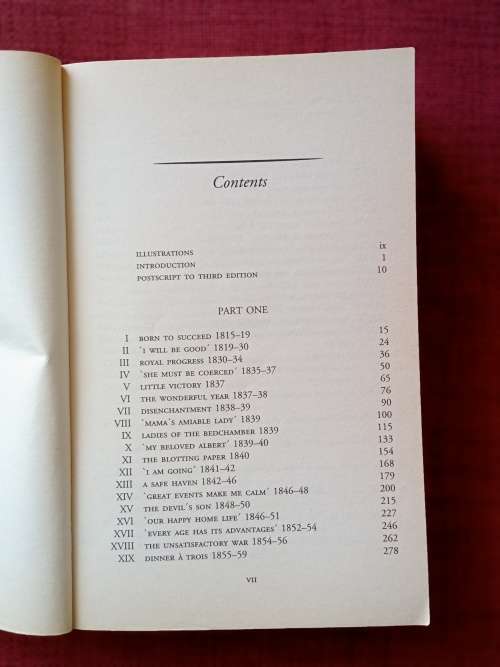 Contents
ILLUSTRATIONS ix
INTRODUCTION 1
POSTSCRIPT TO THIRD EDITION 10
PART ONE
I BORN TO SUCCEED 1815–19 15
II ‘I WILL BE GOOD’ 1819–30 24
III ROYAL PROGRESS 1830–34 36
IV ‘SHE MUST BE COERCED’ 1835–37 50
V LITTLE VICTORY 1837 65
VI THE WONDERFUL YEAR 1837–38 76
VII DISENCHANTMENT 1838–39 90
VIII ‘MAMA’S AMIABLE LADY’ 1839 100
IX LADIES OF THE BEDCHAMBER 1839 115
X ‘MY BELOVED ALBERT’ 1839–40 133
XI THE BLOTTING PAPER 1840 154
XII ‘I AM GOING’ 1841–42 168
XIII A SAFE HAVEN 1842–46 179
XIV ‘GREAT EVENTS MAKE ME CALM’ 1846–48 200
XV THE DEVIL’S SON 1848–50 215
XVI ‘OUR HAPPY HOME LIFE’ 1846–51 227
XVII ‘EVERY AGE HAS ITS ADVANTAGES’ 1852–54 246
XVIII THE UNSATISFACTORY WAR 1854–56 262
XIX DINNER À TROIS 1855–59 278
VII